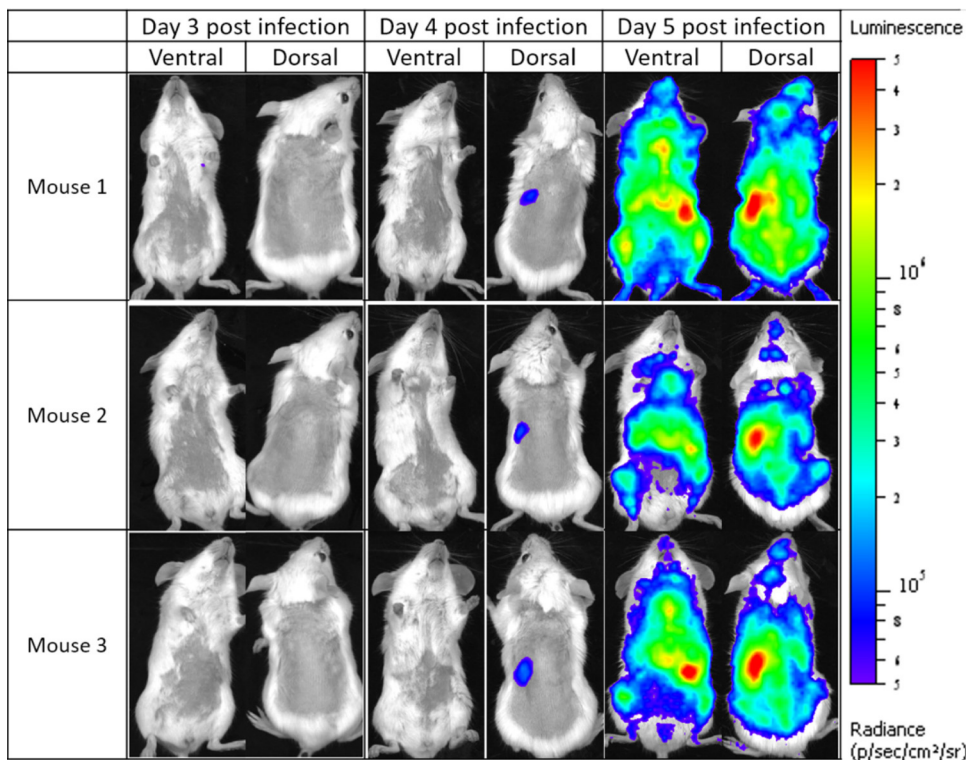 Day 3 post infection Day 4 post infection Day 5 post infection Luminescence
Ventral Dorsal Ventral Dorsal Ventral Dorsal
5
4
3
Mouse 1
2
10⁶
8
6
4
Mouse 2
3
2
10⁵
8
Mouse 3
6
5
Radiance
(p/sec/cm²/sr)